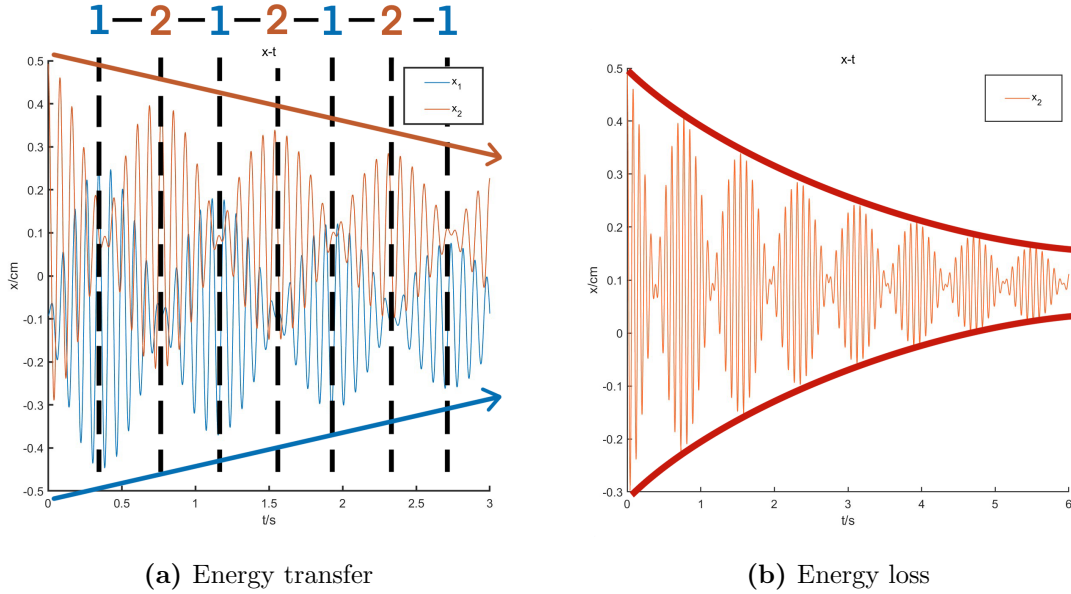 1 2 1 2 1 2 1
x-t
x1
x2
0.5
0.4
0.3
0.2
0.1
0
-0.1
-0.2
-0.3
-0.4
-0.5
x/cm
0 0.5 1 1.5 2 2.5 3
t/s
(a) Energy transfer
x-t
x2
0.5
0.4
0.3
0.2
0.1
0
-0.1
-0.2
-0.3
x/cm
0 1 2 3 4 5 6
t/s
(b) Energy loss